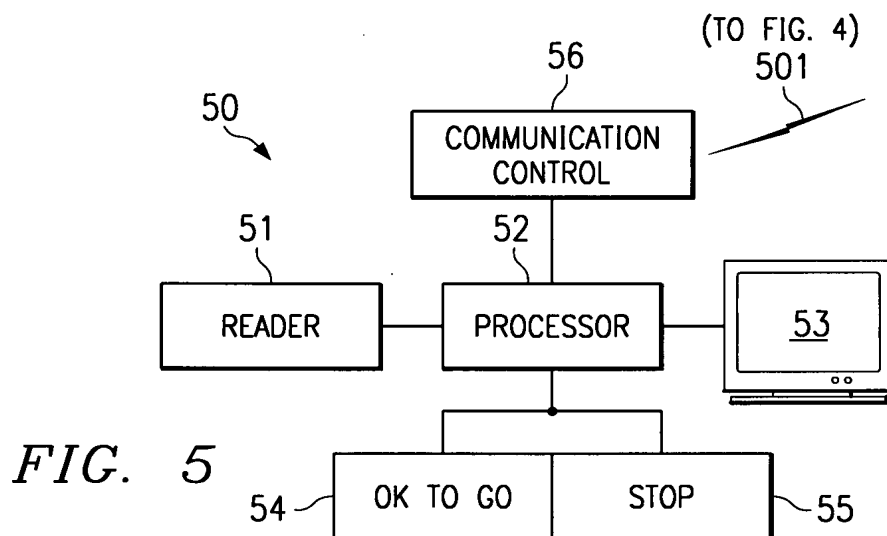 (TO FIG. 4)
501
56
50
COMMUNICATION
CONTROL
51
52
READER
PROCESSOR
53
FIG. 5
54
OK TO GO
STOP
55